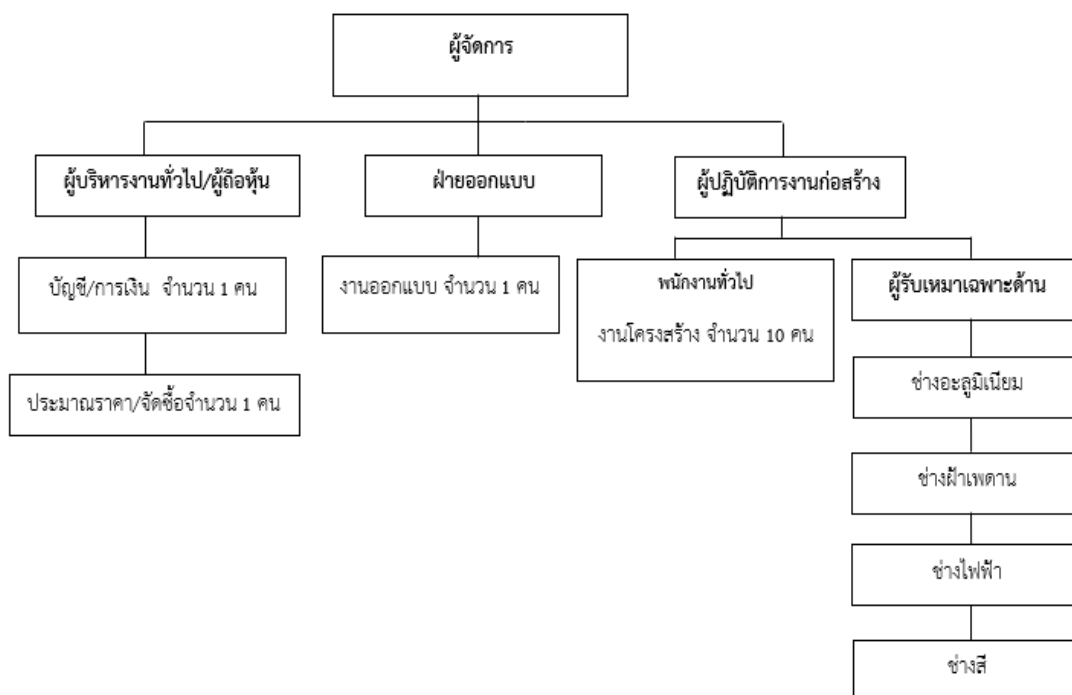 ผู้จัดการ
ผู้บริหารงานทั่วไป/ผู้ถือหุ้น
ฝ่ายออกแบบ
ผู้ปฏิบัติการงานก่อสร้าง
บัญชี/การเงิน จำนวน 1 คน
งานออกแบบ จำนวน 1 คน
พนักงานทั่วไป
งานโครงสร้าง จำนวน 10 คน
ผู้รับเหมาเฉพาะด้าน
ประมาณราคา/จัดซื้อจำนวน 1 คน
ช่างอะลูมิเนียม
ช่างฝ้าเพดาน
ช่างไฟฟ้า
ช่างสี